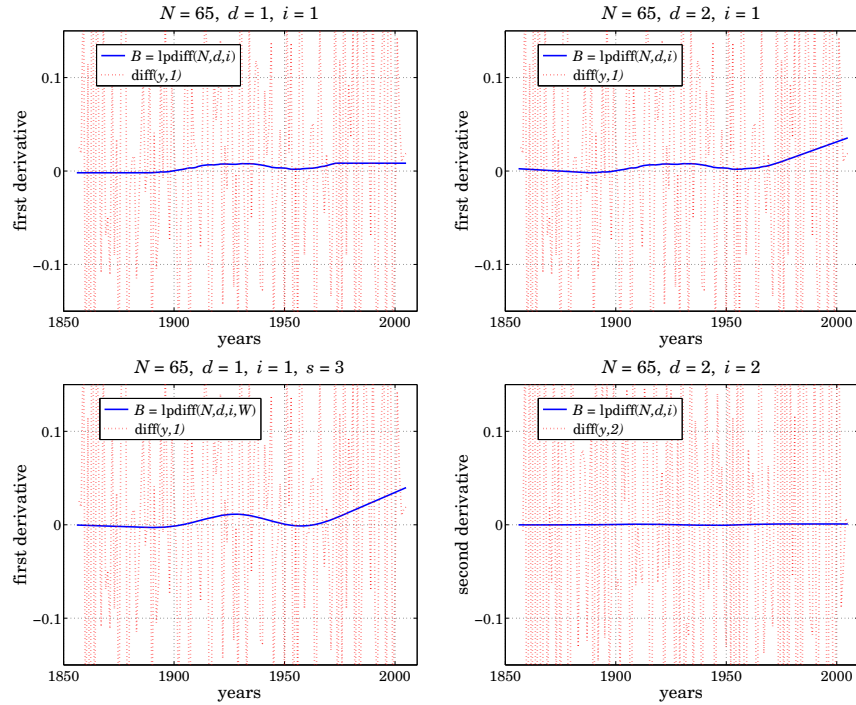 N = 65, d = 1, i = 1
0.1
0
−0.1
first derivative
B = lpdiff(N,d,i)
diff(y,1)
1850 1900 1950 2000
years
N = 65, d = 2, i = 1
0.1
0
−0.1
first derivative
B = lpdiff(N,d,i)
diff(y,1)
1850 1900 1950 2000
years
N = 65, d = 1, i = 1, s = 3
0.1
0
−0.1
first derivative
B = lpdiff(N,d,i,W)
diff(y,1)
1850 1900 1950 2000
years
N = 65, d = 2, i = 2
0.1
0
−0.1
second derivative
B = lpdiff(N,d,i)
diff(y,2)
1850 1900 1950 2000
years